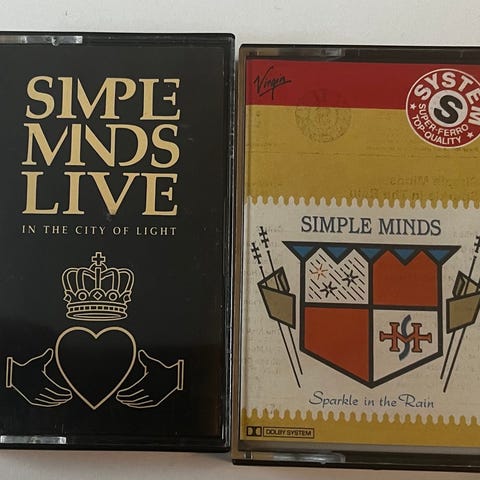 SIMPLE
MINDS
LIVE
IN THE CITY OF LIGHT
Virgin
SYSTEM
S
SUPER-FERRO
TOP-QUALITY
SIMPLE MINDS
Sparkle in the Rain
DOLBY SYSTEM